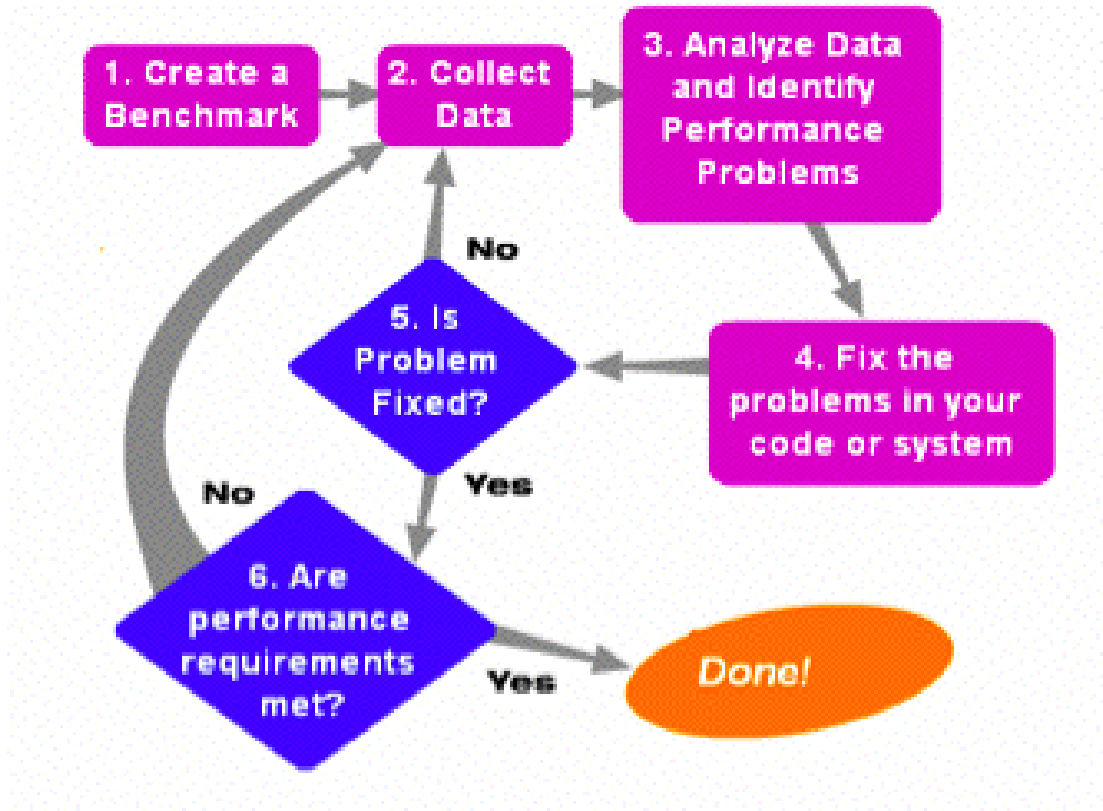 1. Create a
Benchmark
2. Collect
Data
3. Analyze Data
and Identify
Performance
Problems
4. Fix the
problems in your
code or system
No
5. Is
Problem
Fixed?
Yes
No
6. Are
performance
requirements
met?
Yes
Done!